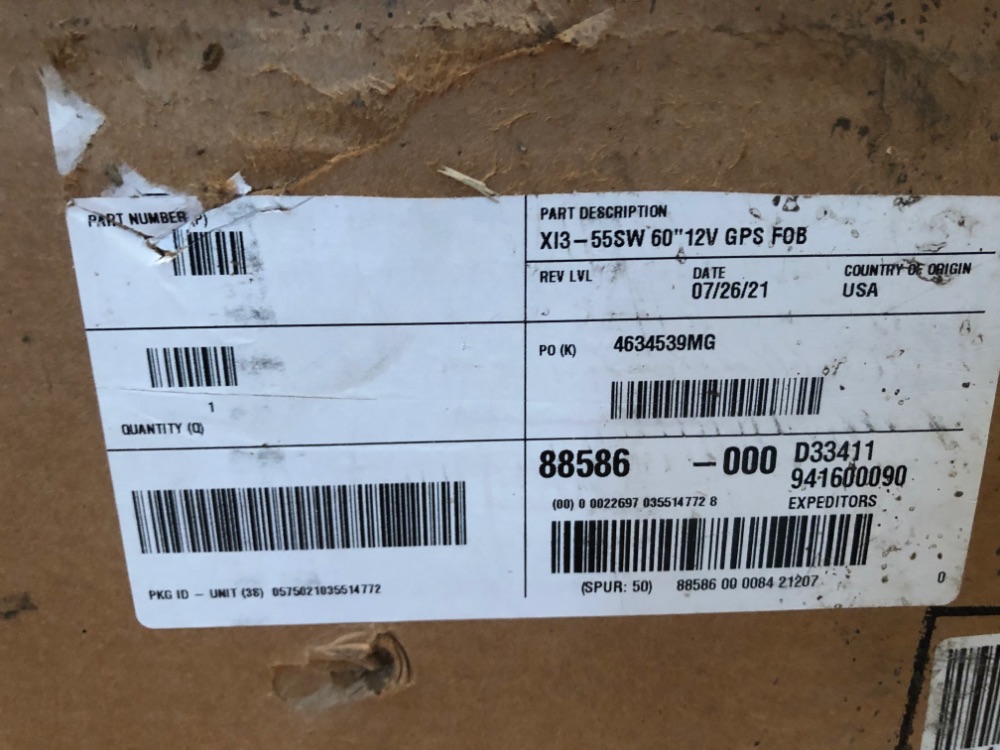 PART NUMBER (P)
1
QUANTITY (Q)
PKG ID - UNIT (3S) 0575021035514772
PART DESCRIPTION
XI3-55SW 60"12V GPS FOB
REV LVL
DATE
07/26/21
COUNTRY OF ORIGIN
USA
PO (K) 4634539MG
88586 -000
D33411
941600090
EXPEDITORS
(00) 0 0022697 035514772 8
(SPUR: 50) 88586 00 0084 21207
0